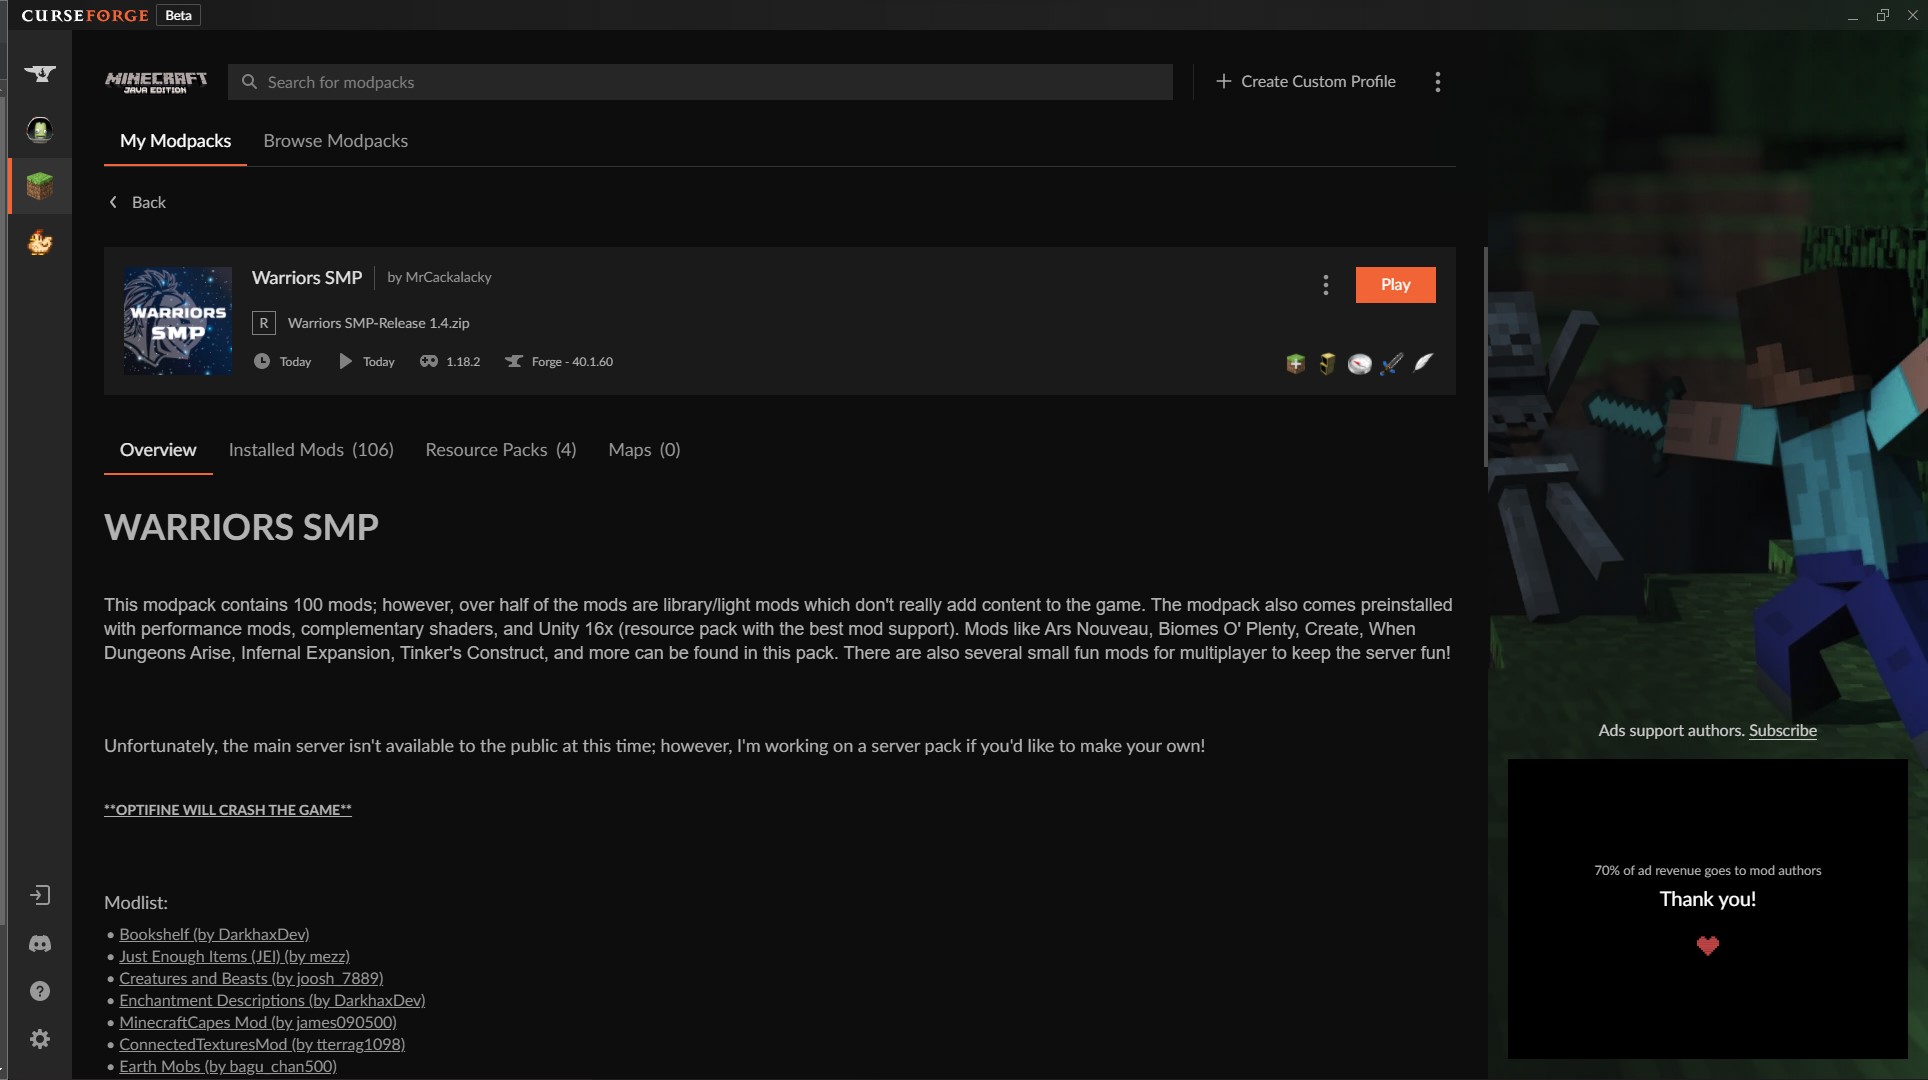 CURSEFORGE Beta
MINECRAFT
JAVA EDITION
Search for modpacks
Create Custom Profile
My Modpacks
Browse Modpacks
Back
WARRIORS
SMP
Warriors SMP
by MrCackalacky
Play
R
Warriors SMP-Release 1.4.zip
Today
Today
1.18.2
Forge - 40.1.60
Overview
Installed Mods (106)
Resource Packs (4)
Maps (0)
WARRIORS SMP
This modpack contains 100 mods; however, over half of the mods are library/light mods which don't really add content to the game. The modpack also comes preinstalled
with performance mods, complementary shaders, and Unity 16x (resource pack with the best mod support). Mods like Ars Nouveau, Biomes O' Plenty, Create, When
Dungeons Arise, Infernal Expansion, Tinker's Construct, and more can be found in this pack. There are also several small fun mods for multiplayer to keep the server fun!
Unfortunately, the main server isn't available to the public at this time; however, I'm working on a server pack if you'd like to make your own!
**OPTIFINE WILL CRASH THE GAME**
Modlist:
• Bookshelf (by DarkhaxDev)
• Just Enough Items (JEI) (by mezz)
• Creatures and Beasts (by joosh_7889)
• Enchantment Descriptions (by DarkhaxDev)
• MinecraftCapes Mod (by james090500)
• ConnectedTexturesMod (by tterrag1098)
• Earth Mobs (by bagu_chan500)
Ads support authors. Subscribe
70% of ad revenue goes to mod authors
Thank you!